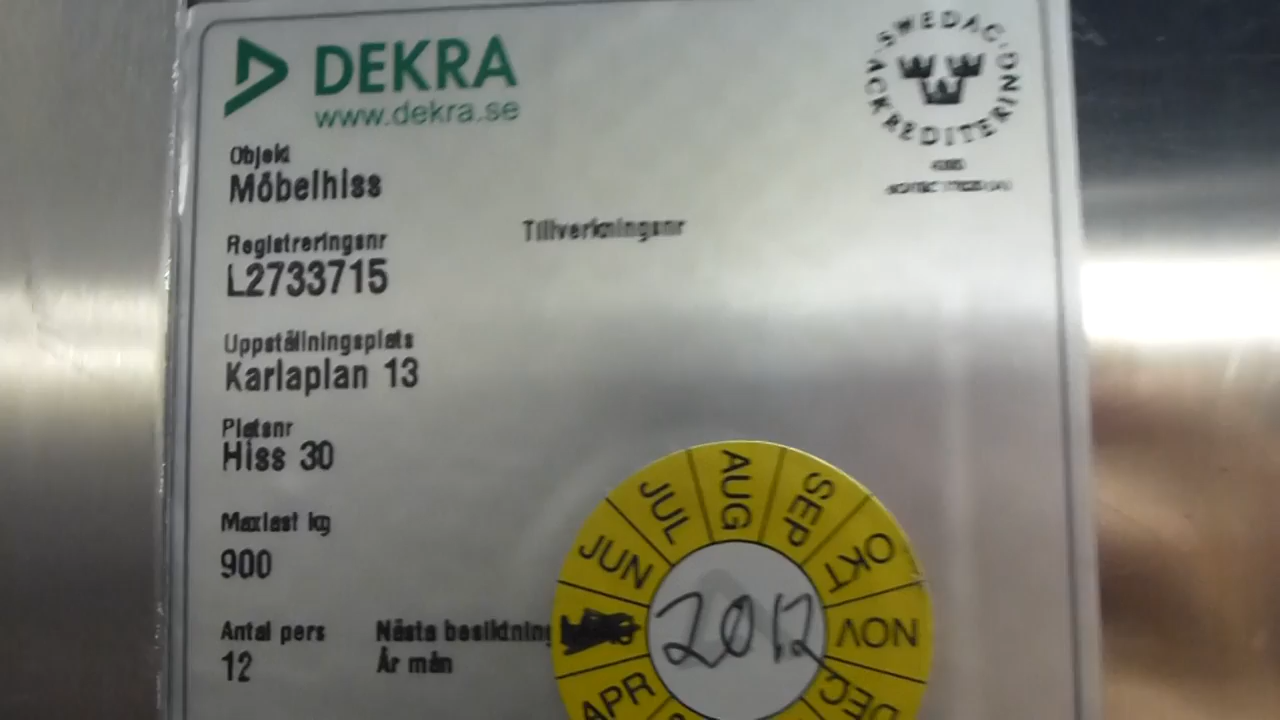 DEKRA
www.dekra.se
SWEDAC ACKREDITERING
Objekt
Möbelhiss
Registreringsnr
L2733715
Tillverkningsnr
Uppställningsplats
Karlaplan 13
Platsnr
Hiss 30
Maxlast kg
900
Antal pers
12
Nästa besiktning
År mån
APR
JUN
JUL
AUG
SEP
OKT
NOV
DEC
2012